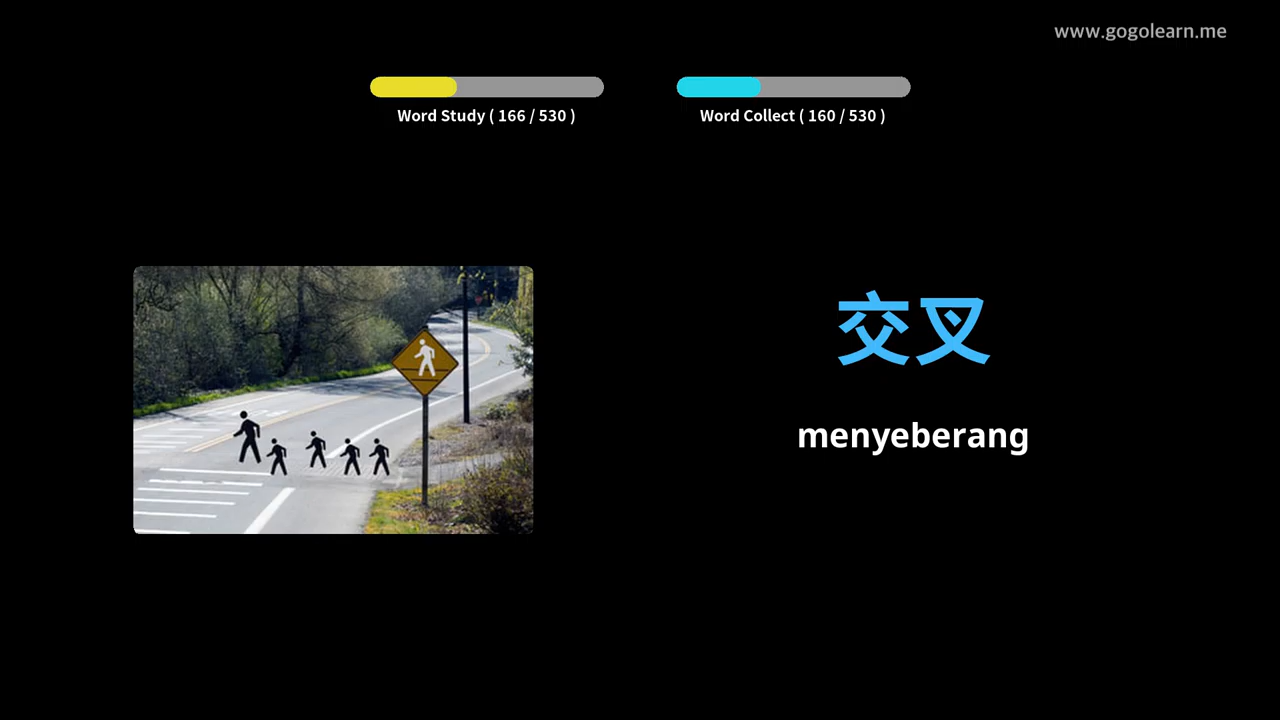 www.gogolearn.me
Word Study ( 166 / 530 )
Word Collect ( 160 / 530 )
交叉
menyeberang